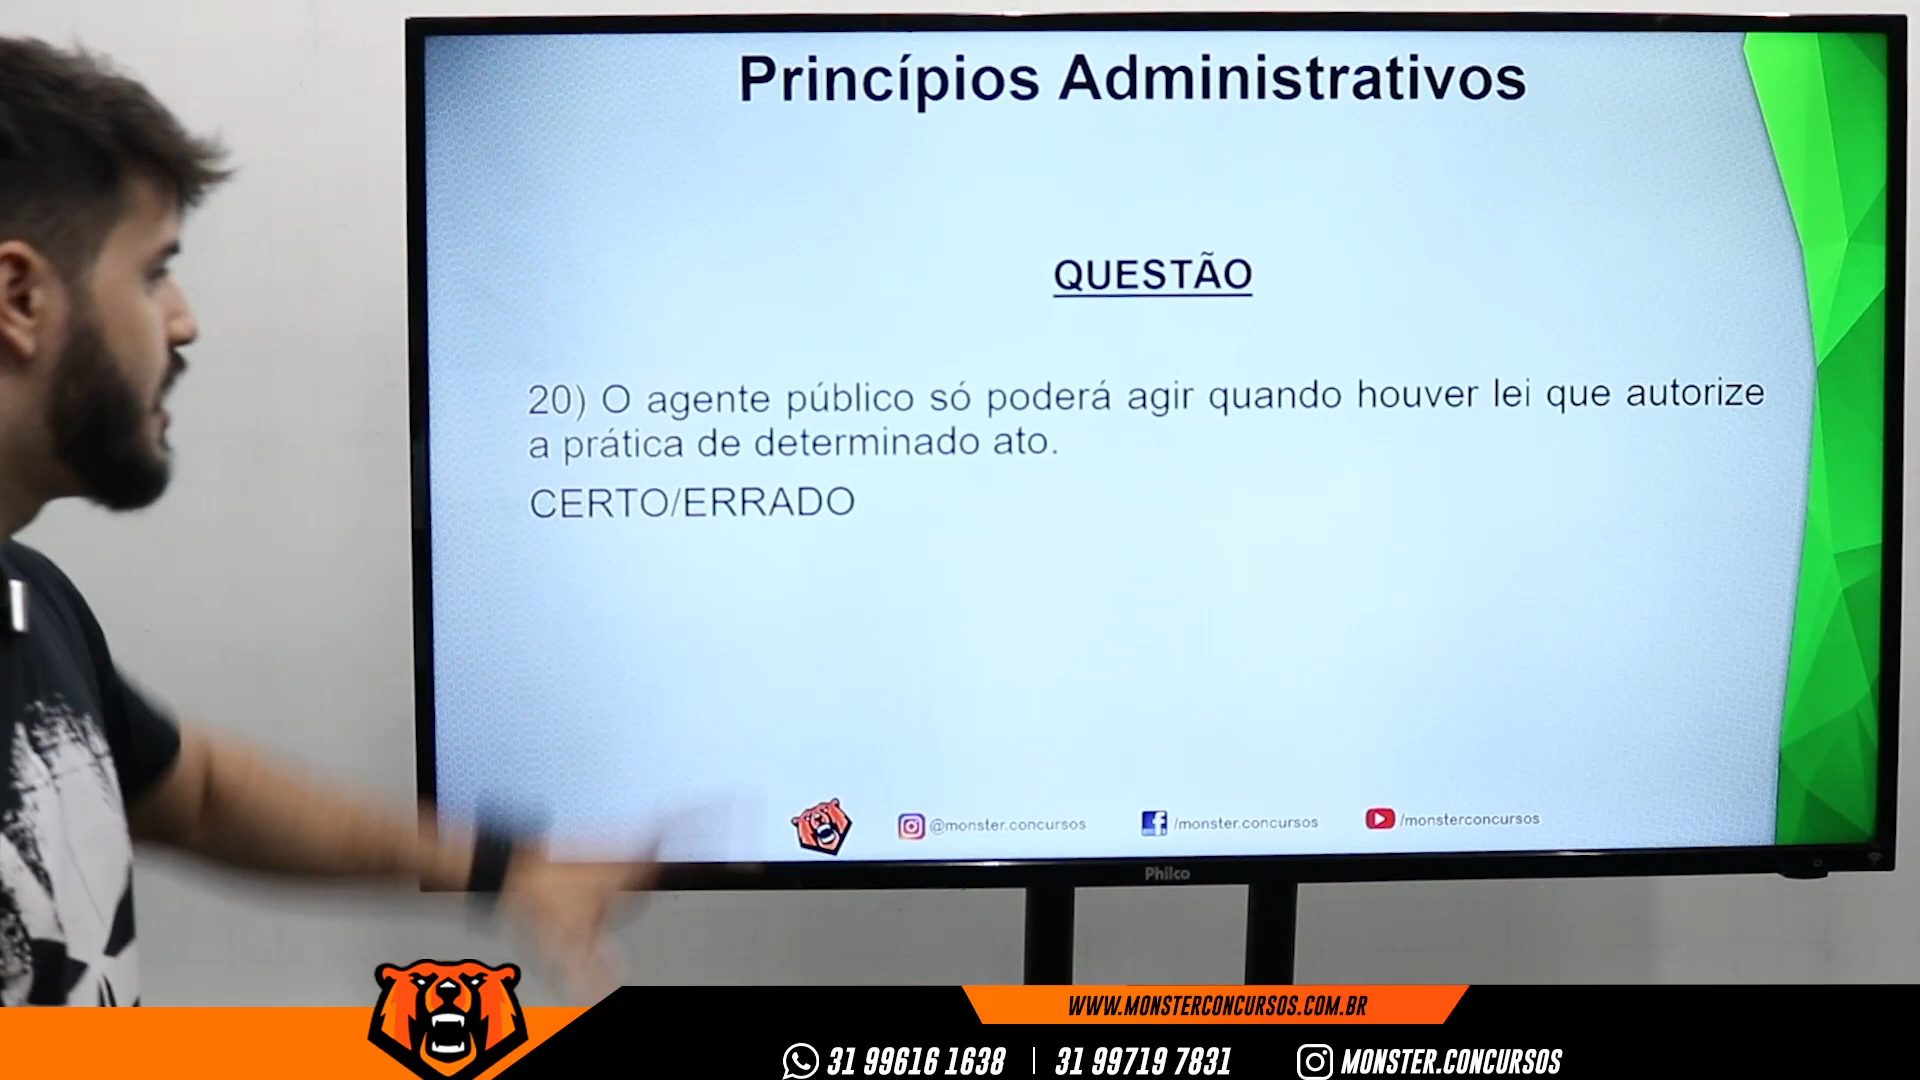 Princípios Administrativos
QUESTÃO
20) O agente público só poderá agir quando houver lei que autorize
a prática de determinado ato.
CERTO/ERRADO
@monster.concursos
/monster.concursos
/monsterconcursos
Philco
WWW.MONSTERCONCURSOS.COM.BR
31 99616 1638 | 31 99719 7831
MONSTER.CONCURSOS